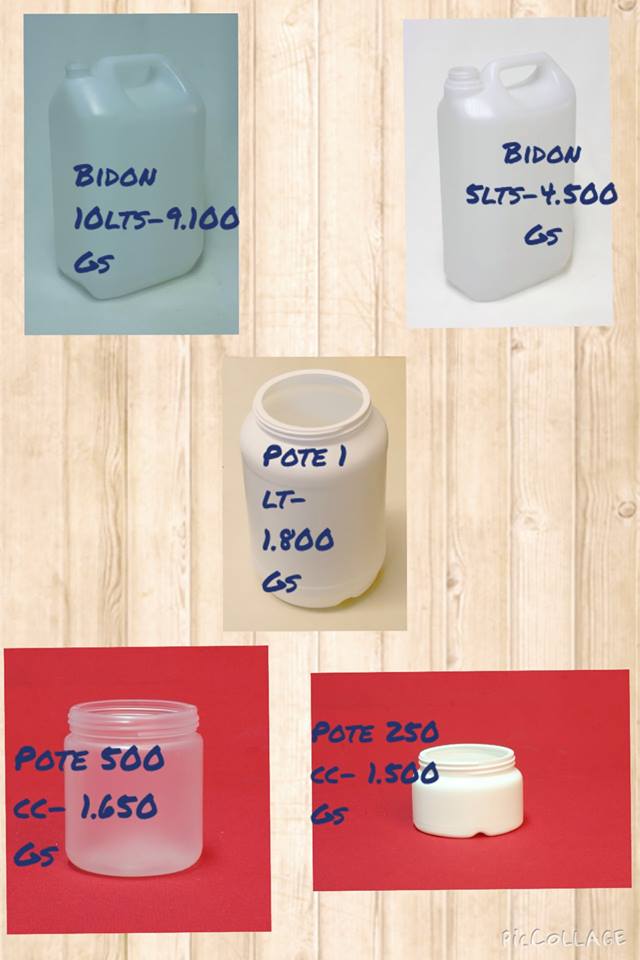 Bidon
10lts-9.100
Gs
Bidon
5lts-4.500
Gs
Pote 1
lt-
1.800
Gs
Pote 500
cc- 1.650
Gs
Pote 250
cc- 1.500
Gs
PicCollage